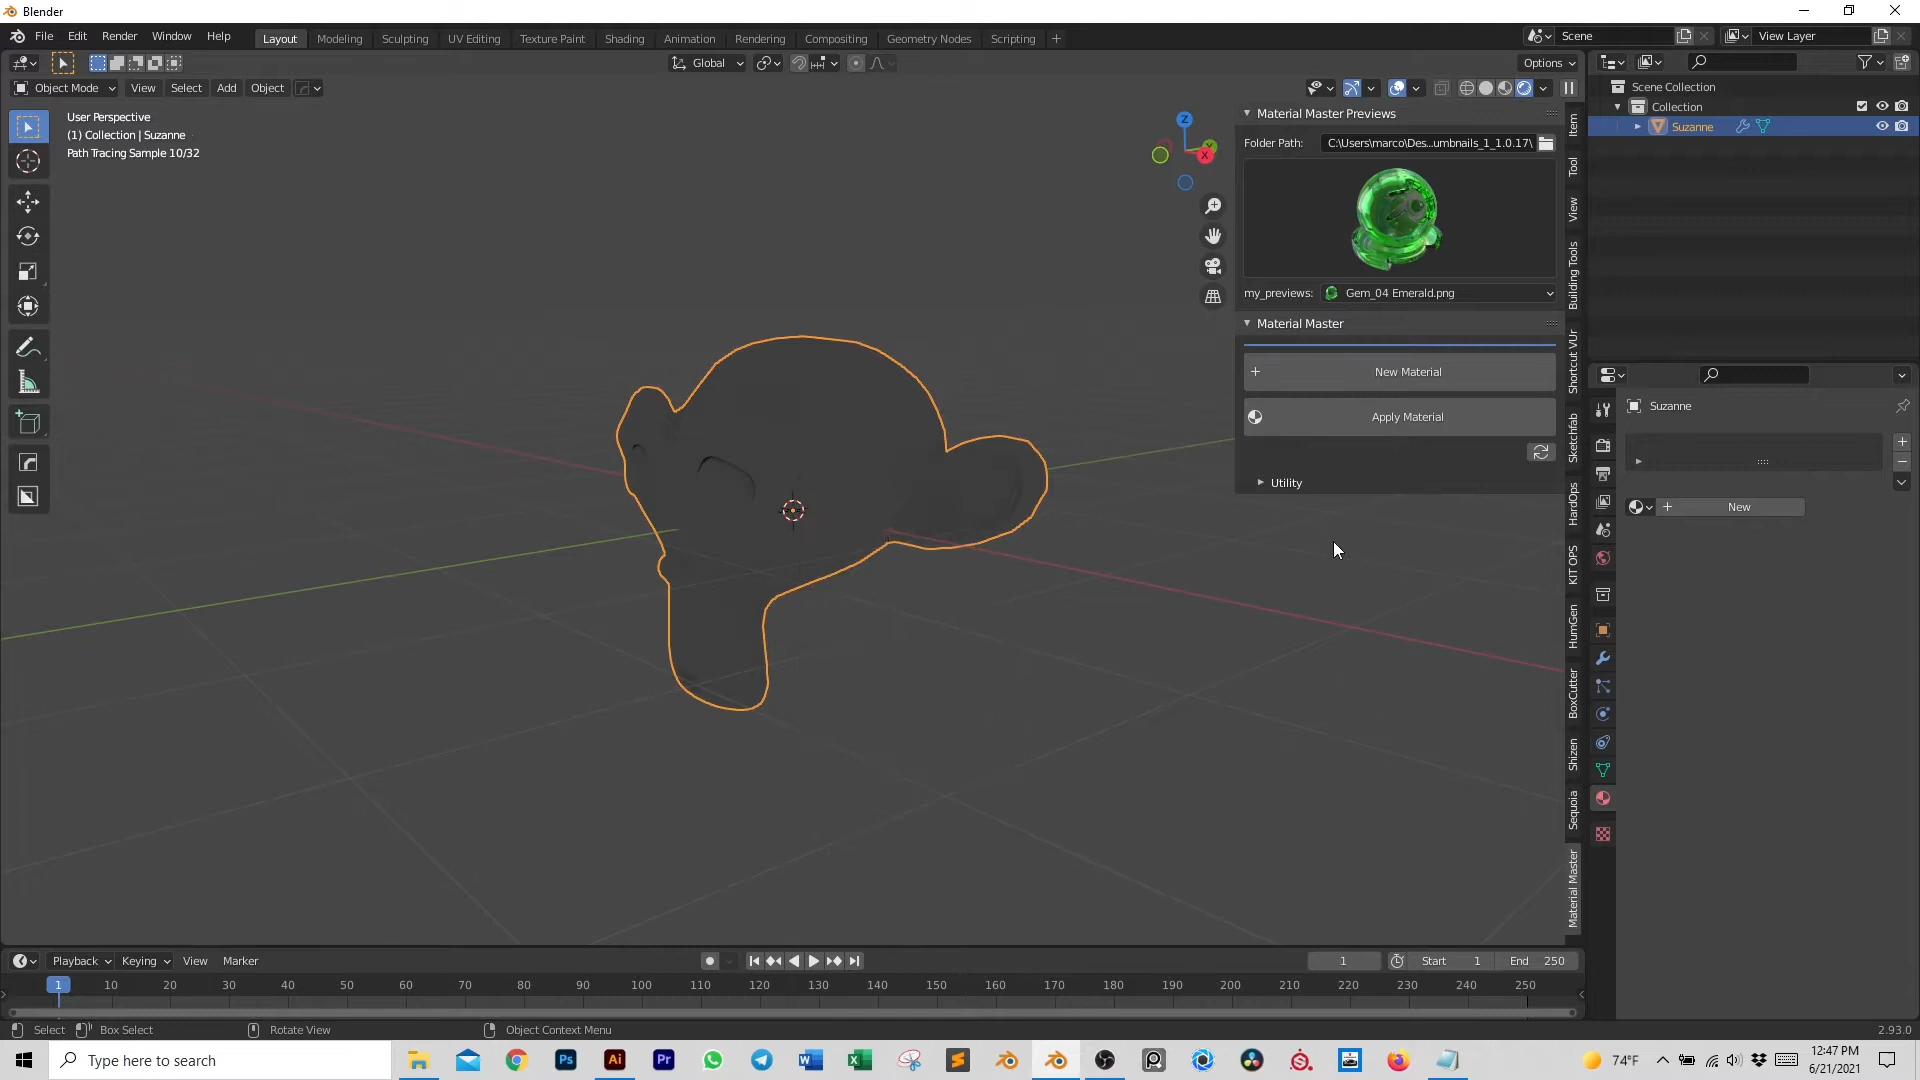 Blender
File Edit Render Window Help
Layout Modeling Sculpting UV Editing Texture Paint Shading Animation Rendering Compositing Geometry Nodes Scripting +
Scene
View Layer
Global
Options
Object Mode View Select Add Object
User Perspective
(1) Collection | Suzanne
Path Tracing Sample 10/32
Z
Y
X
Material Master Previews
Folder Path: C:\Users\marco\Des...umbnails_1_1.0.17\
my_previews: Gem_04 Emerald.png
Material Master
New Material
Apply Material
Utility
Item
Tool
View
Building Tools
Shortcut VUr
Sketchfab
HardOps
KIT OPS
HumGen
BoxCutter
Shizen
Sequoia
Material Master
Scene Collection
Collection
Suzanne
Suzanne
New
Playback Keying View Marker
1 Start 1 End 250
1 10 20 30 40 50 60 70 80 90 100 110 120 130 140 150 160 170 180 190 200 210 220 230 240 250
Select Box Select Rotate View Object Context Menu
2.93.0
Type here to search
Ps
Ai
Pr
74°F
12:47 PM
6/21/2021